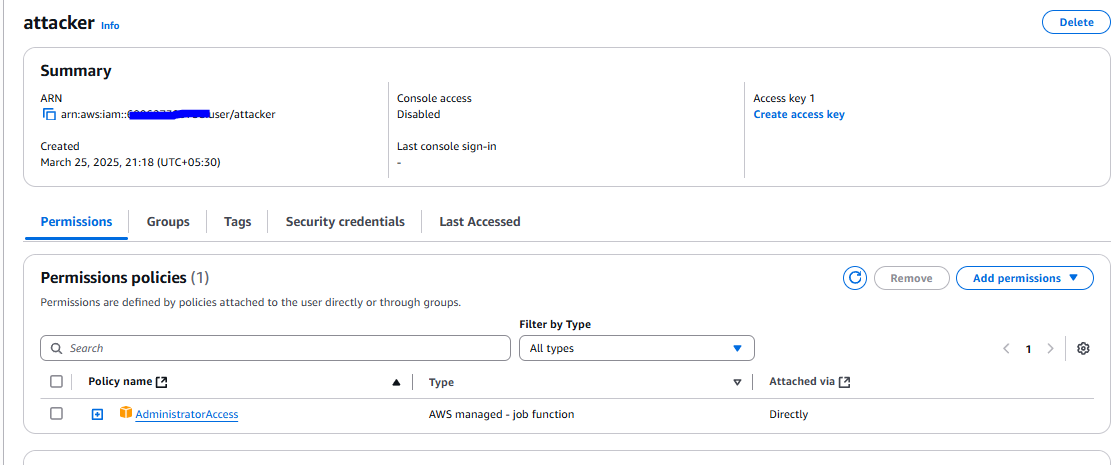 attacker Info
Delete
Summary
ARN
arn:aws:iam:: user/attacker
Created
March 25, 2025, 21:18 (UTC+05:30)
Console access
Disabled
Last console sign-in
-
Access key 1
Create access key
Permissions
Groups
Tags
Security credentials
Last Accessed
Permissions policies (1)
Remove
Add permissions
Permissions are defined by policies attached to the user directly or through groups.
Filter by Type
Search
All types
1
Policy name
Type
Attached via
AdministratorAccess
AWS managed - job function
Directly